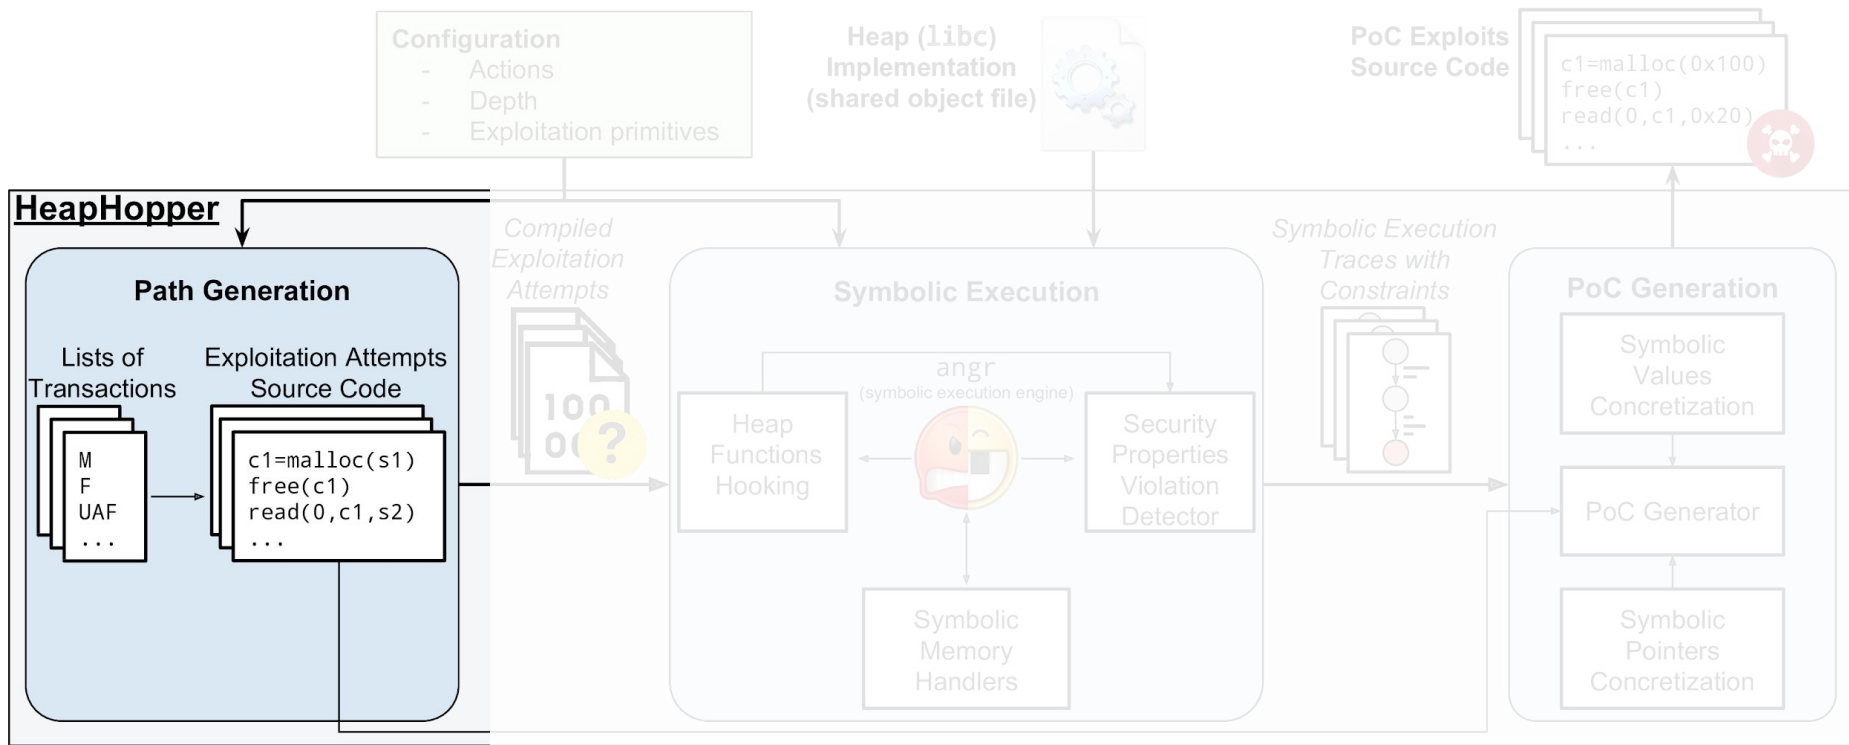 Configuration
- Actions
- Depth
- Exploitation primitives
Heap (libc)
Implementation
(shared object file)
PoC Exploits
Source Code
c1=malloc(0x100)
free(c1)
read(0,c1,0x20)
...
HeapHopper
Path Generation
Lists of
Transactions
M
F
UAF
...
Exploitation Attempts
Source Code
c1=malloc(s1)
free(c1)
read(0,c1,s2)
...
Compiled
Exploitation
Attempts
100
00
?
Symbolic Execution
angr
(symbolic execution engine)
Heap
Functions
Hooking
Security
Properties
Violation
Detector
Symbolic
Memory
Handlers
Symbolic Execution
Traces with
Constraints
PoC Generation
Symbolic
Values
Concretization
PoC Generator
Symbolic
Pointers
Concretization